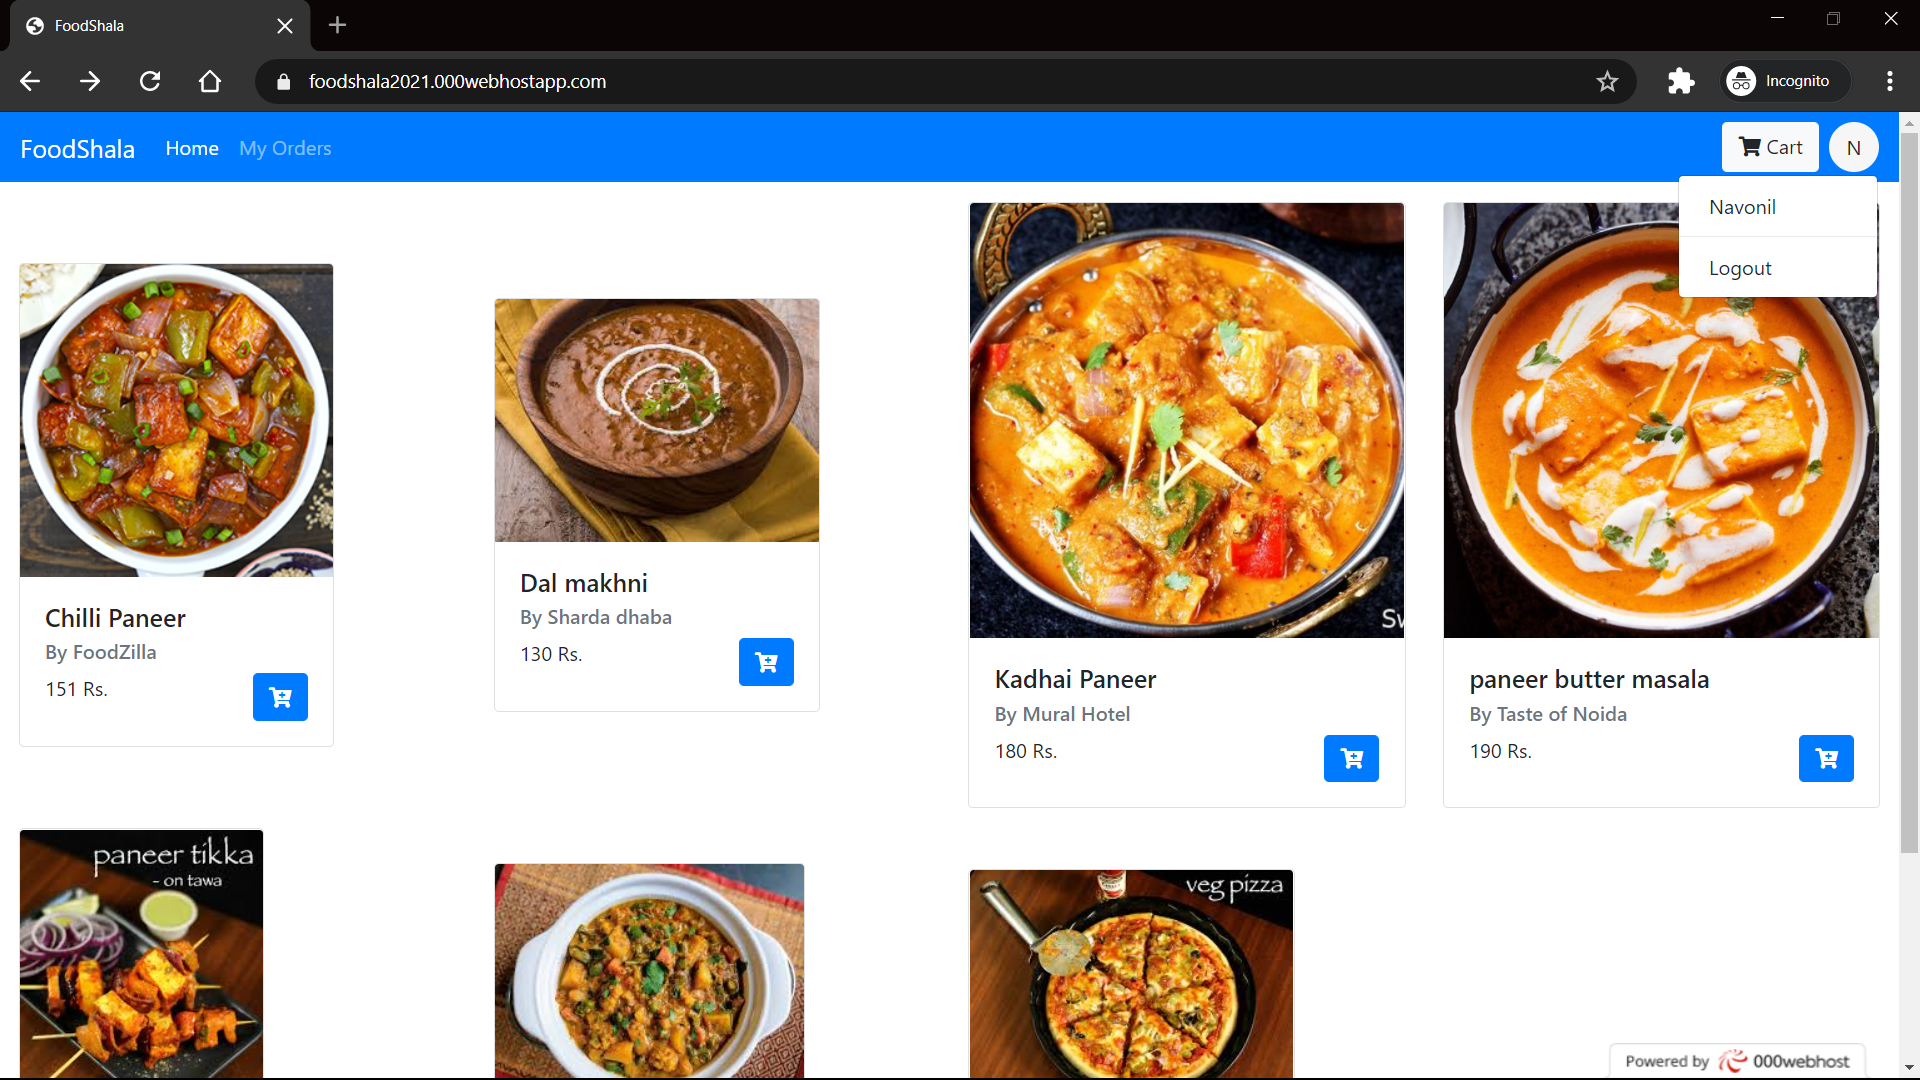 FoodShala
foodshala2021.000webhostapp.com
Incognito
FoodShala
Home
My Orders
Cart
N
Navonil
Logout
Chilli Paneer
By FoodZilla
151 Rs.
Dal makhni
By Sharda dhaba
130 Rs.
Sw
Kadhai Paneer
By Mural Hotel
180 Rs.
paneer butter masala
By Taste of Noida
190 Rs.
paneer tikka
- on tawa
veg pizza
Powered by 000webhost